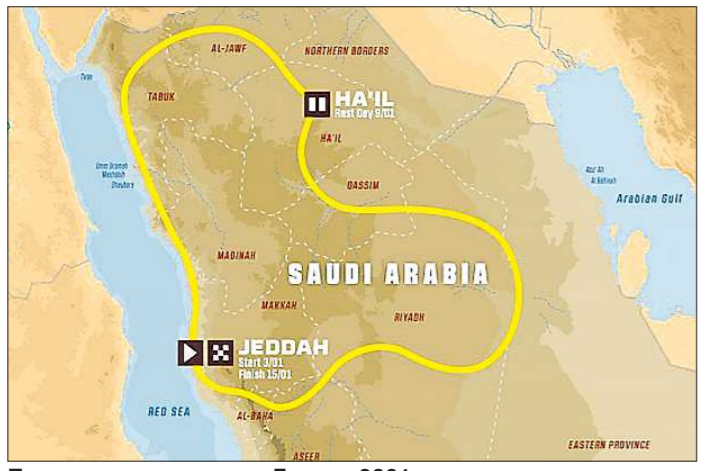 AL-JAWF
NORTHERN BORDERS
TABUK
HA'IL
Rest Day 9/01
HA'IL
QASSIM
Arabian Gulf
MADINAH
SAUDI ARABIA
MAKKAH
RIYADH
JEDDAH
Start 3/01
Finish 15/01
RED SEA
AL-BAHA
EASTERN PROVINCE
ASEER